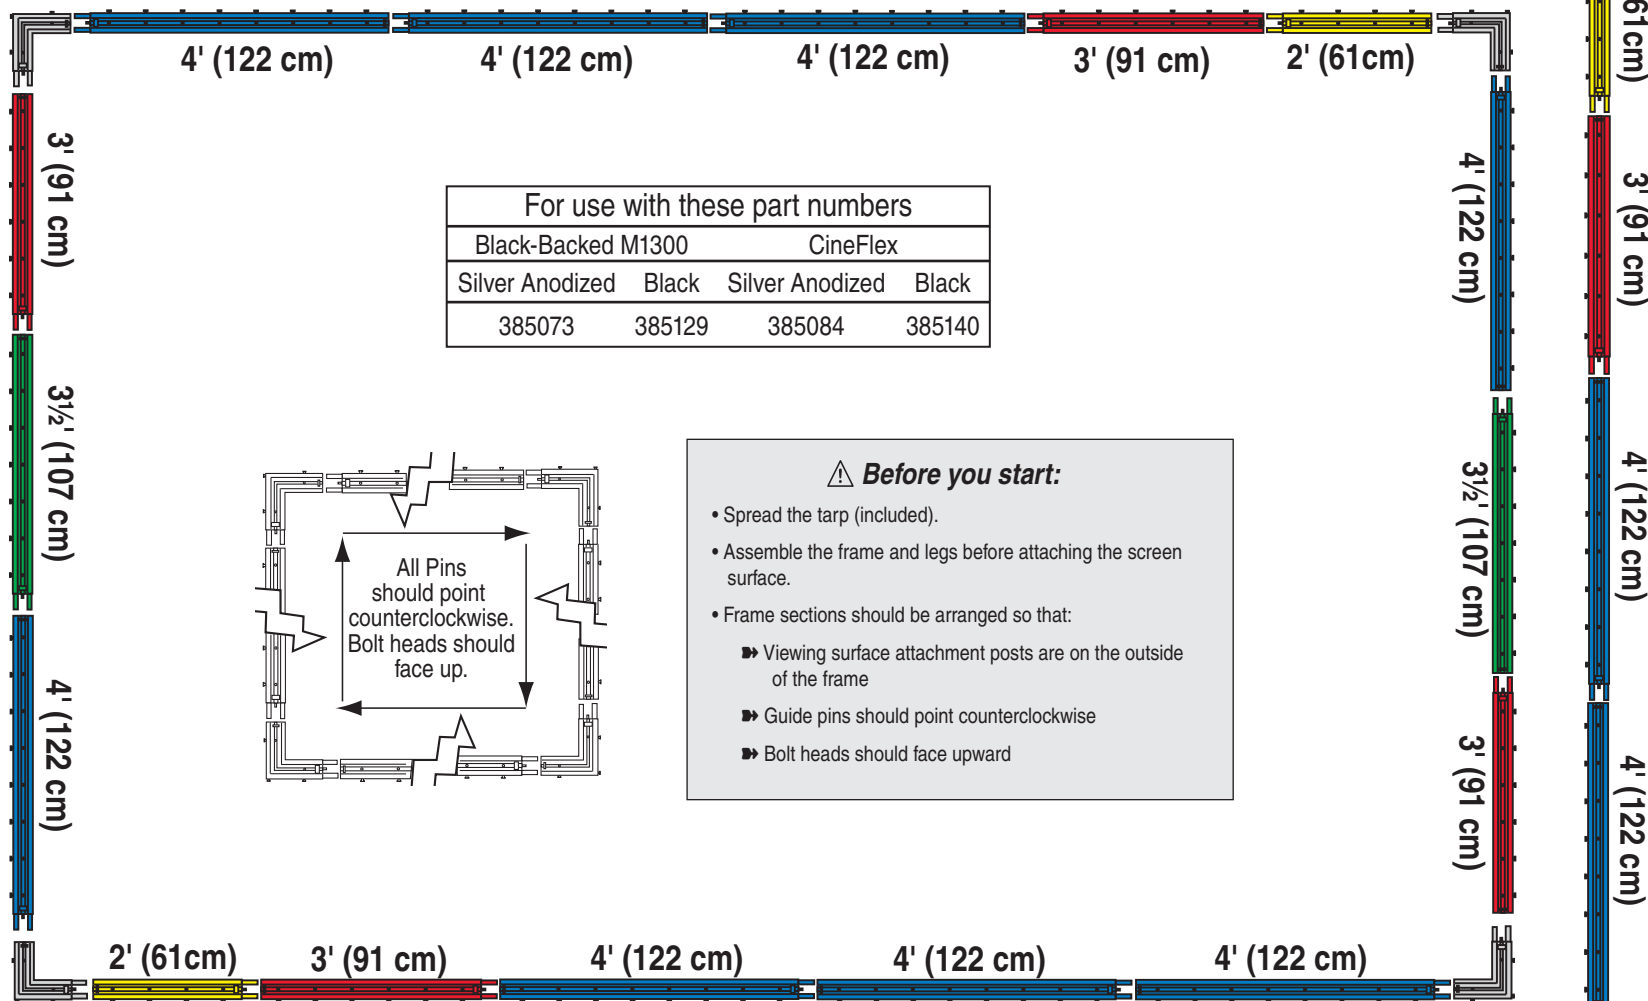 4' (122 cm) 4' (122 cm) 4' (122 cm) 3' (91 cm) 2' (61cm)
3' (91 cm)
3½' (107 cm)
4' (122 cm)
For use with these part numbers
Black-Backed M1300 CineFlex
Silver Anodized Black Silver Anodized Black
385073 385129 385084 385140
All Pins
should point
counterclockwise.
Bolt heads should
face up.
⚠ Before you start:
• Spread the tarp (included).
• Assemble the frame and legs before attaching the screen
surface.
• Frame sections should be arranged so that:
➽ Viewing surface attachment posts are on the outside
of the frame
➽ Guide pins should point counterclockwise
➽ Bolt heads should face upward
4' (122 cm)
3½' (107 cm)
3' (91 cm)
2' (61cm) 3' (91 cm) 4' (122 cm) 4' (122 cm) 4' (122 cm)
61cm)
3' (91 cm)
4' (122 cm)
4' (122 cm)